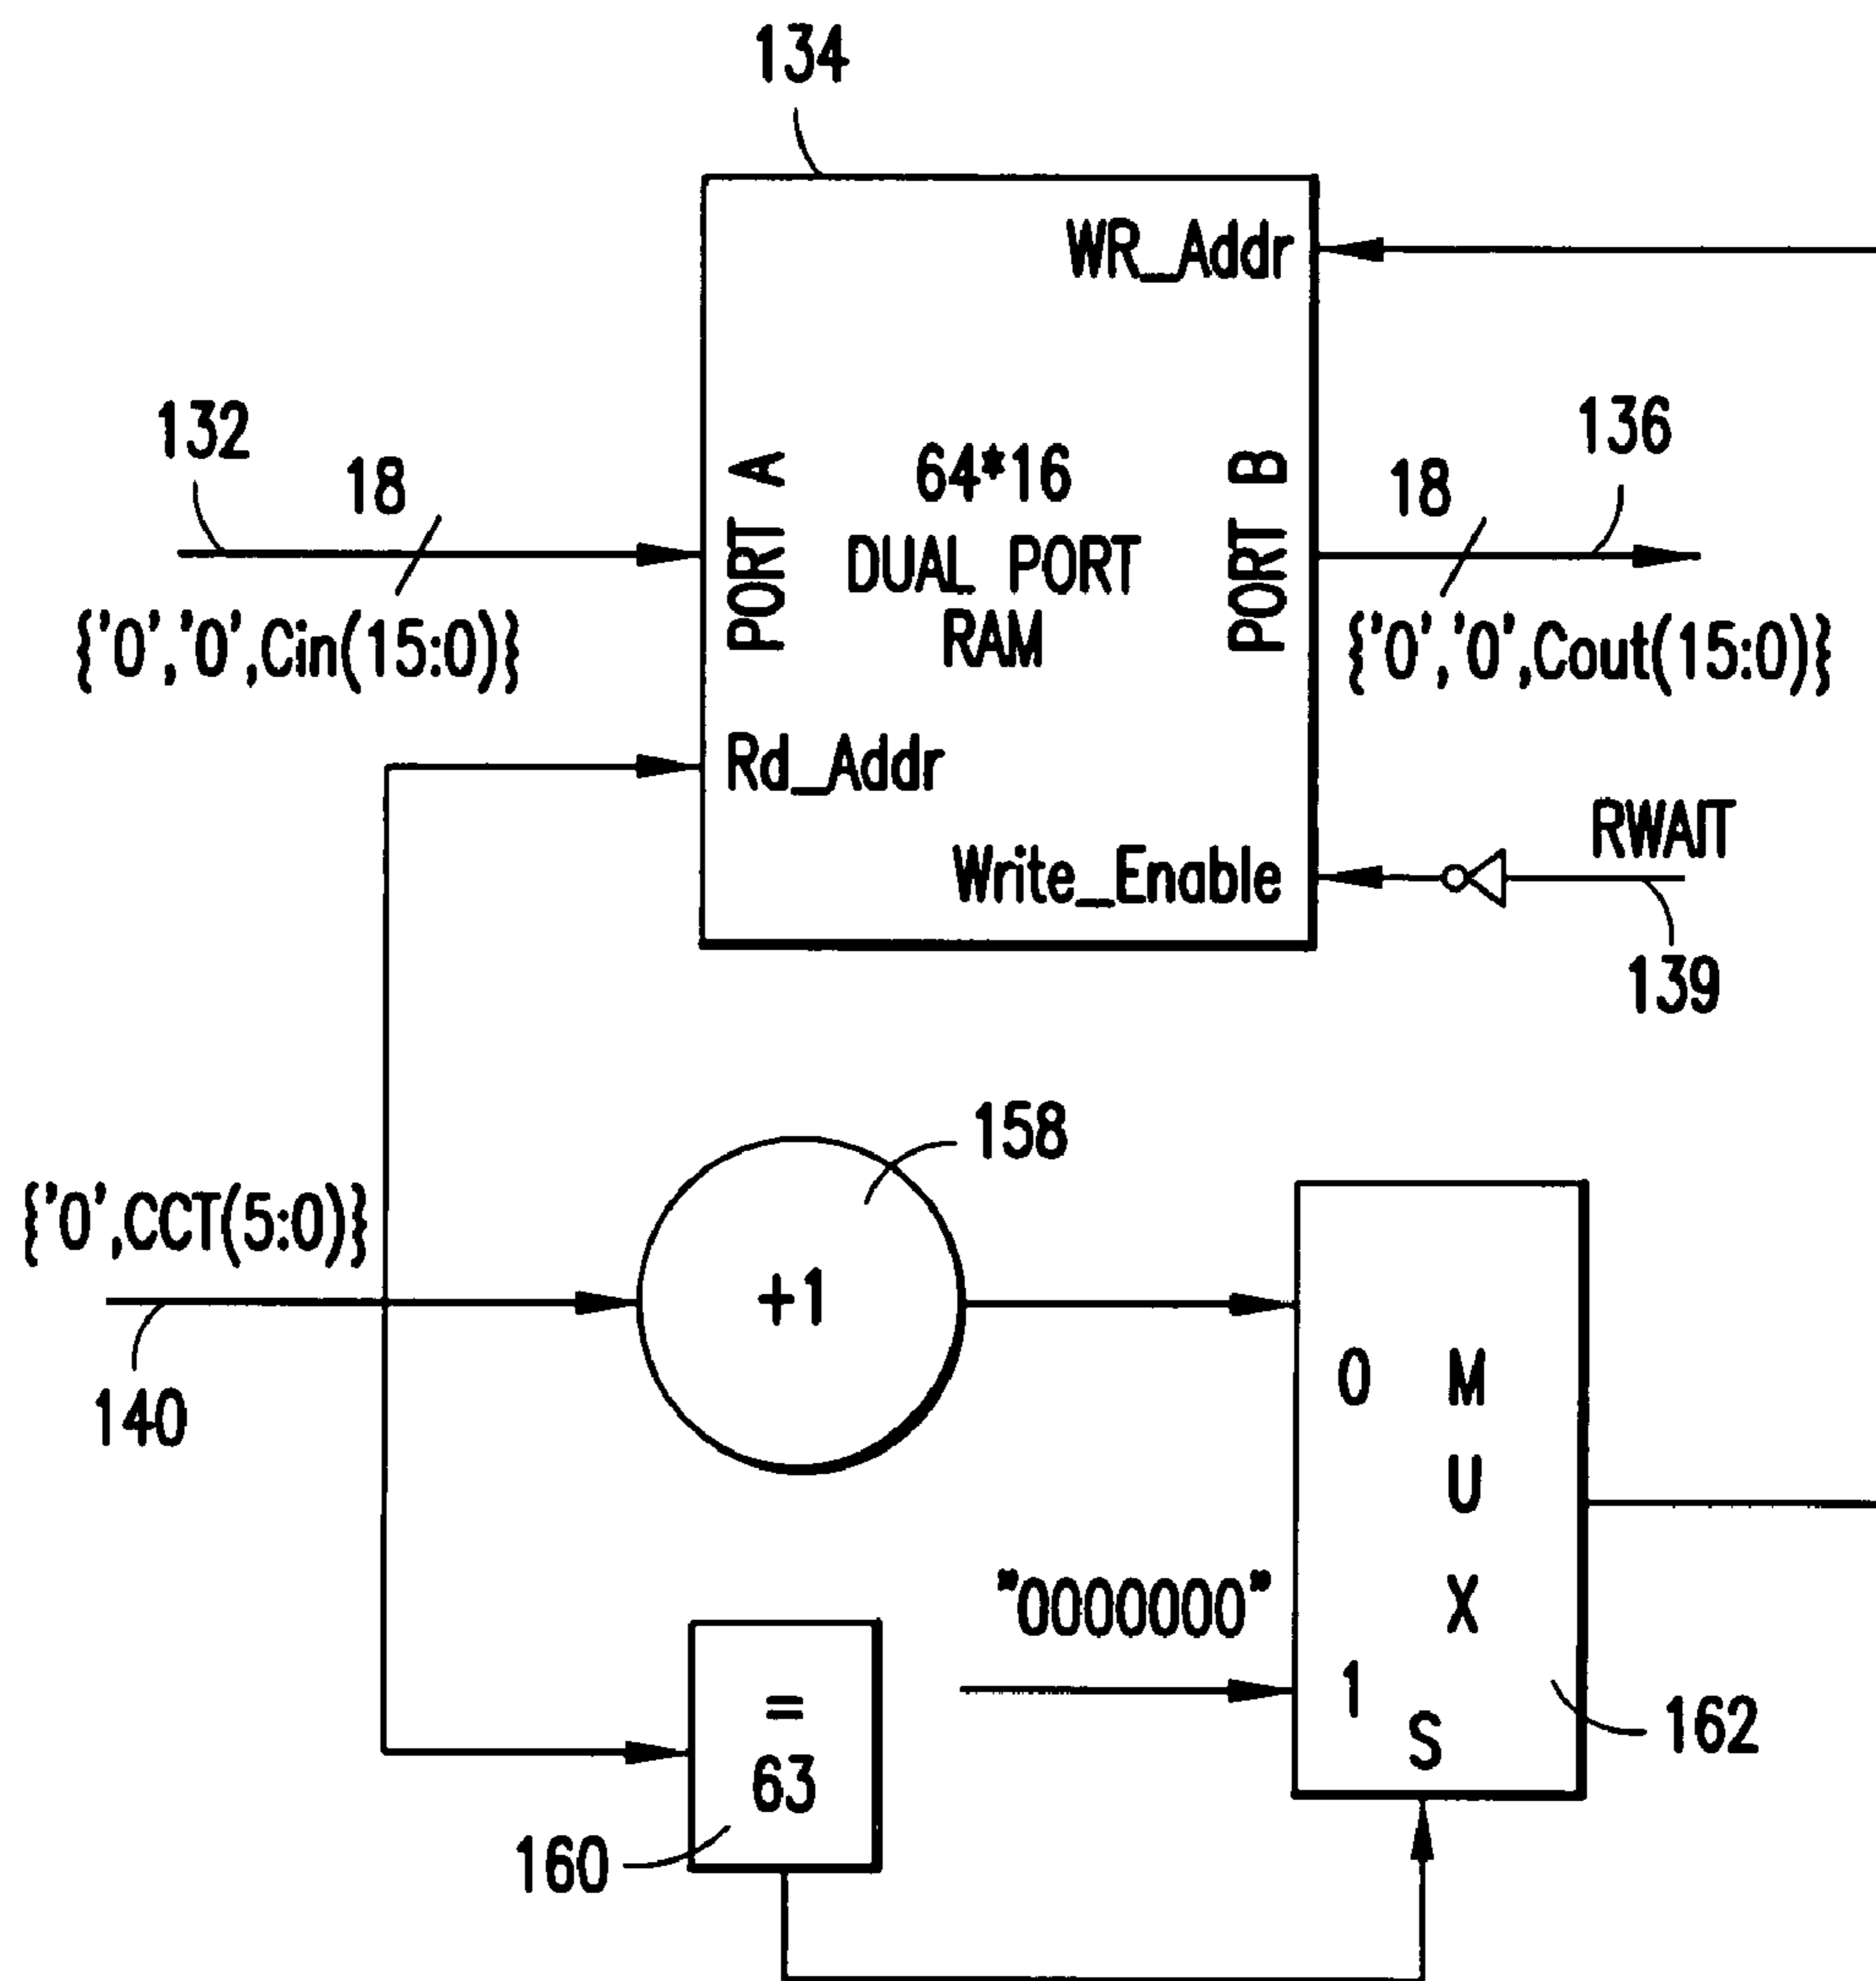 134
WR_Addr
132
18
{'0','0',Cin(15:0)}
PORT A
64*16
DUAL PORT
RAM
PORT B
18
136
{'0','0',Cout(15:0)}
Rd_Addr
Write_Enable
RWAIT
139
158
{'0',CCT(5:0)}
140
+1
0
M
U
X
"0000000"
1
S
162
=
63
160